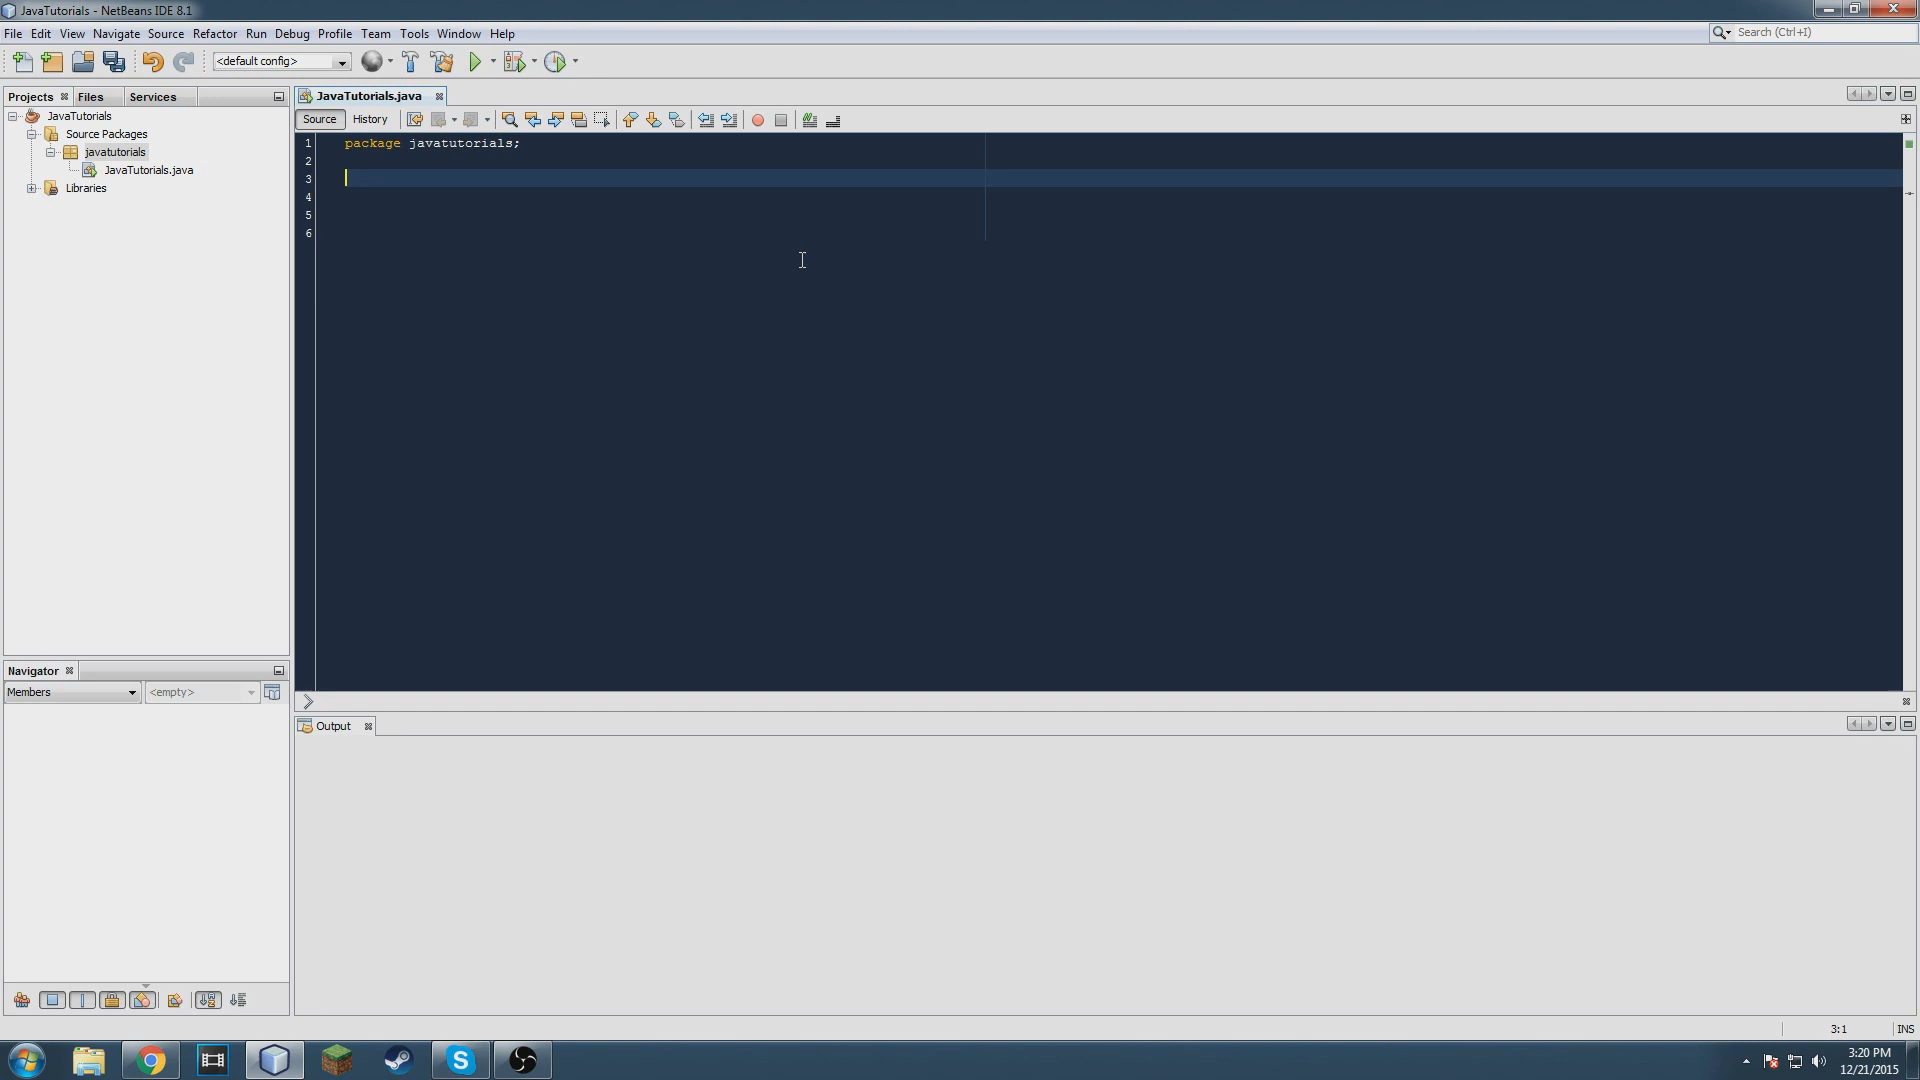 JavaTutorials - NetBeans IDE 8.1
File Edit View Navigate Source Refactor Run Debug Profile Team Tools Window Help
Search (Ctrl+I)
<default config>
Projects Files Services
JavaTutorials
Source Packages
javatutorials
JavaTutorials.java
Libraries
JavaTutorials.java
Source History
1 package javatutorials;
2
3
4
5
6
Navigator
Members <empty>
Output
3:1 INS
3:20 PM
12/21/2015